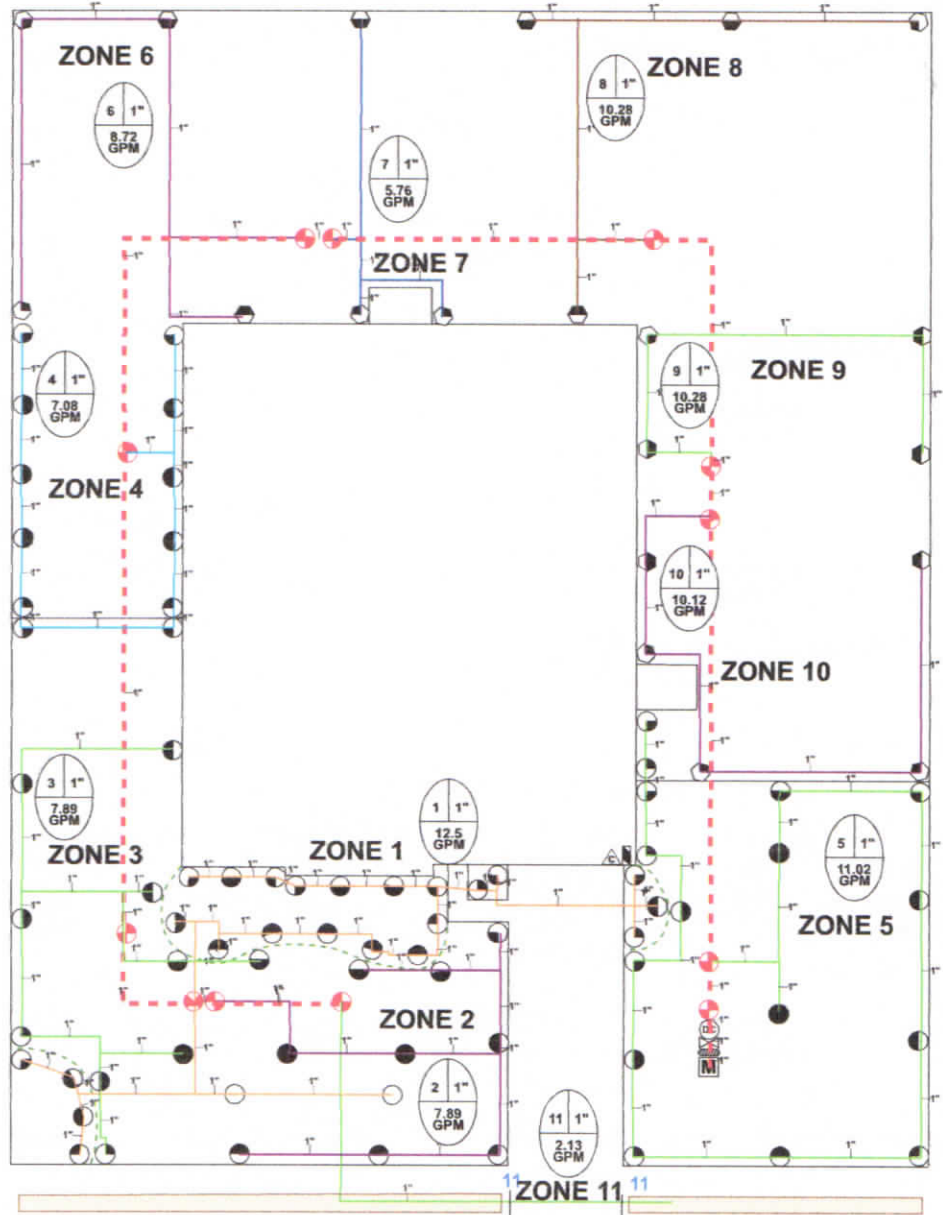 ZONE 6
6 1"
8.72
GPM
8 1"
10.28
GPM
ZONE 8
7 1"
5.76
GPM
ZONE 7
4 1"
7.08
GPM
ZONE 4
9 1"
10.28
GPM
ZONE 9
10 1"
10.12
GPM
ZONE 10
3 1"
7.89
GPM
ZONE 3
1 1"
12.5
GPM
ZONE 1
C
5 1"
11.02
GPM
ZONE 5
ZONE 2
2 1"
7.89
GPM
M
11 1"
2.13
GPM
11 ZONE 11 11
1"